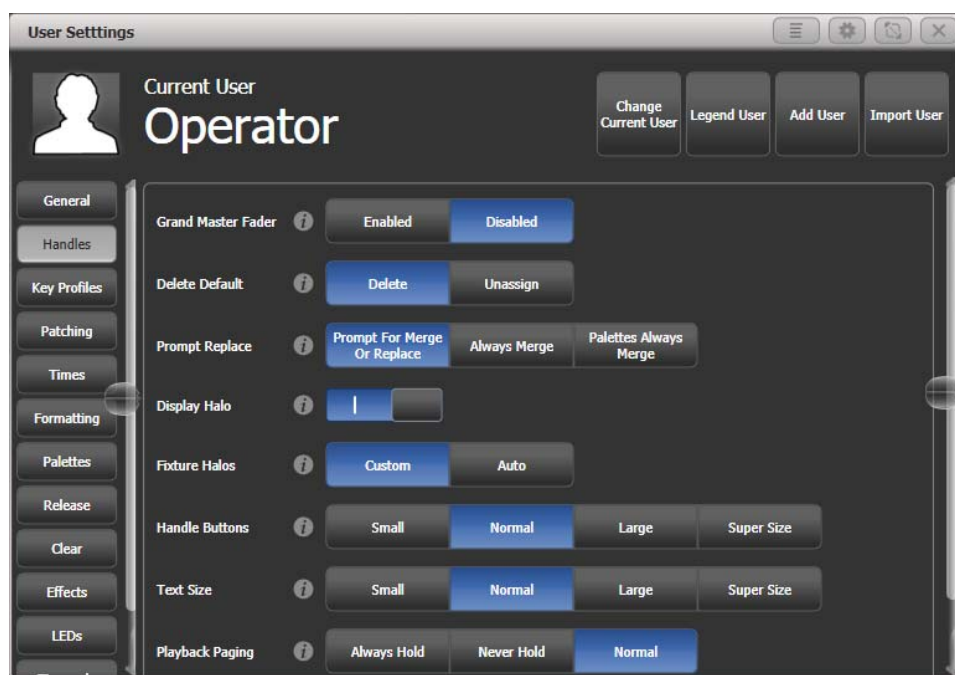 User Setttings
Current User
Operator
Change
Current User
Legend User
Add User
Import User
General
Handles
Key Profiles
Patching
Times
Formatting
Palettes
Release
Clear
Effects
LEDs
Grand Master Fader
Enabled
Disabled
Delete Default
Delete
Unassign
Prompt Replace
Prompt For Merge
Or Replace
Always Merge
Palettes Always
Merge
Display Halo
Fixture Halos
Custom
Auto
Handle Buttons
Small
Normal
Large
Super Size
Text Size
Small
Normal
Large
Super Size
Playback Paging
Always Hold
Never Hold
Normal